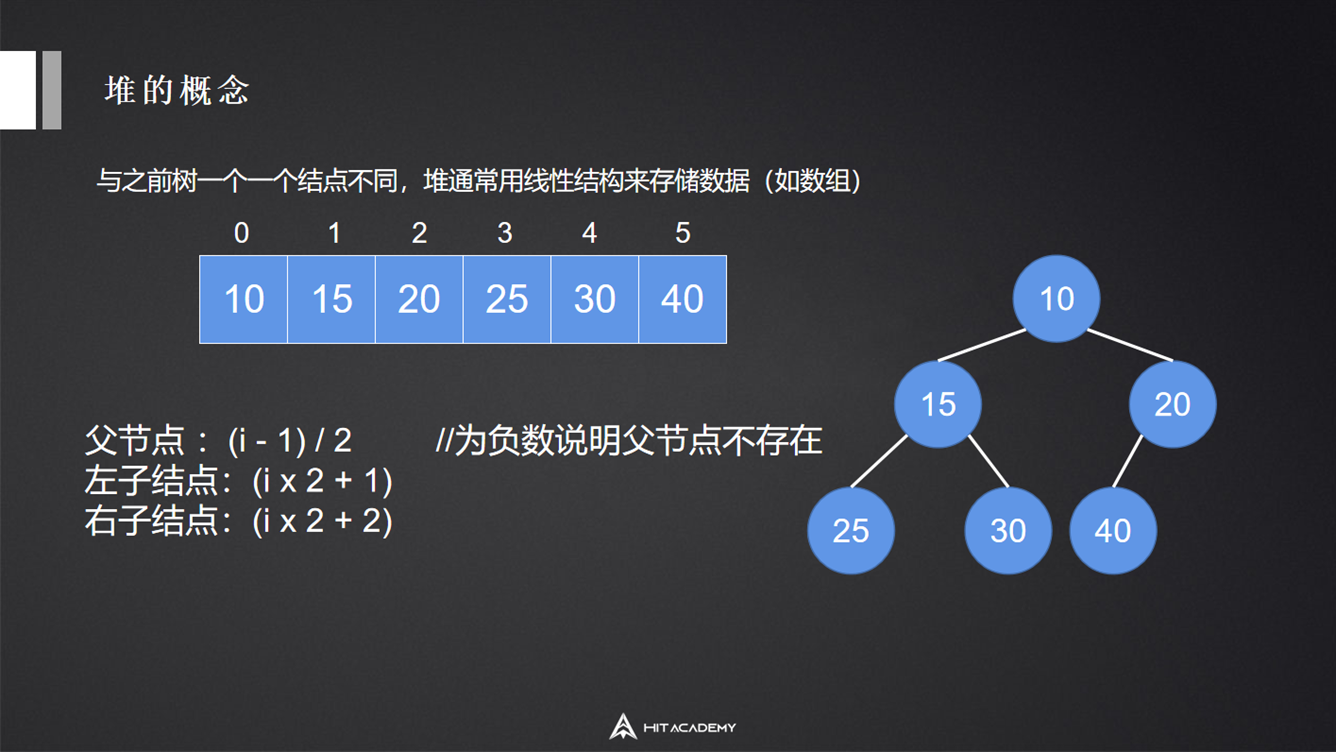 堆的概念
与之前树一个一个结点不同，堆通常用线性结构来存储数据（如数组）
0 1 2 3 4 5
10 15 20 25 30 40
10
15 20
25 30 40
父节点 ：(i - 1) / 2 //为负数说明父节点不存在
左子结点：(i x 2 + 1)
右子结点：(i x 2 + 2)
HIT ACADEMY